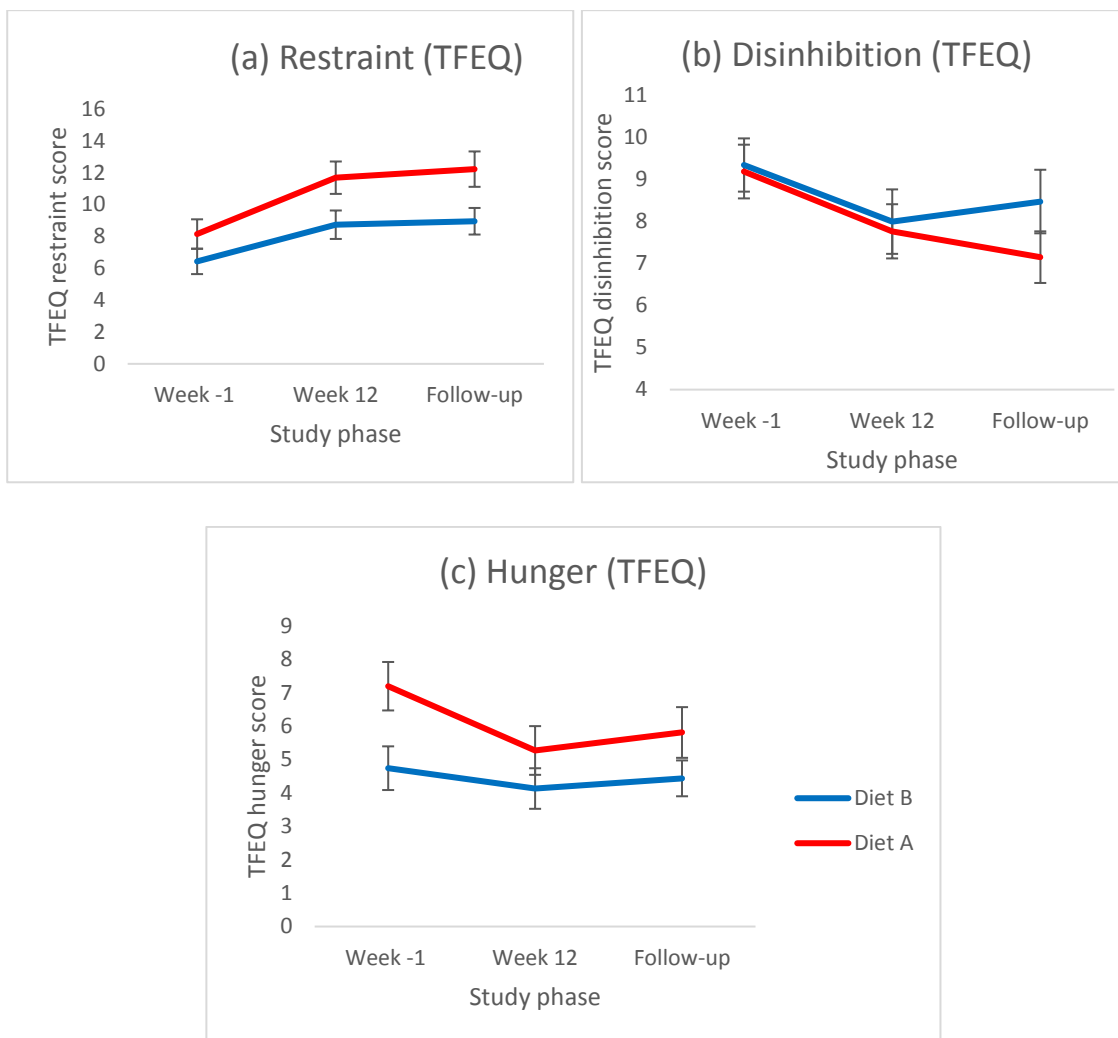 (a) Restraint (TFEQ)
TFEQ restraint score
16
14
12
10
8
6
4
2
0
Week -1 Week 12 Follow-up
Study phase
(b) Disinhibition (TFEQ)
TFEQ disinhibition score
11
10
9
8
7
6
5
4
Week -1 Week 12 Follow-up
Study phase
(c) Hunger (TFEQ)
TFEQ hunger score
9
8
7
6
5
4
3
2
1
0
Week -1 Week 12 Follow-up
Study phase
Diet B
Diet A